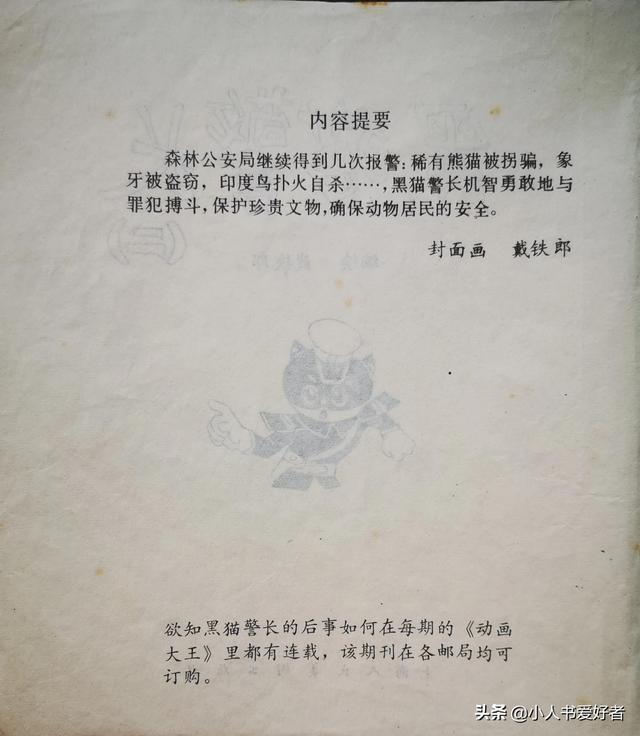 内容提要
森林公安局继续得到几次报警:稀有熊猫被拐骗，象
牙被盗窃，印度鸟扑火自杀……，黑猫警长机智勇敢地与
罪犯搏斗，保护珍贵文物，确保动物居民的安全。
封面画 戴铁郎
欲知黑猫警长的后事如何在每期的《动画
大王》里都有连载，该期刊在各邮局均可
订购。
头条 @小人书爱好者